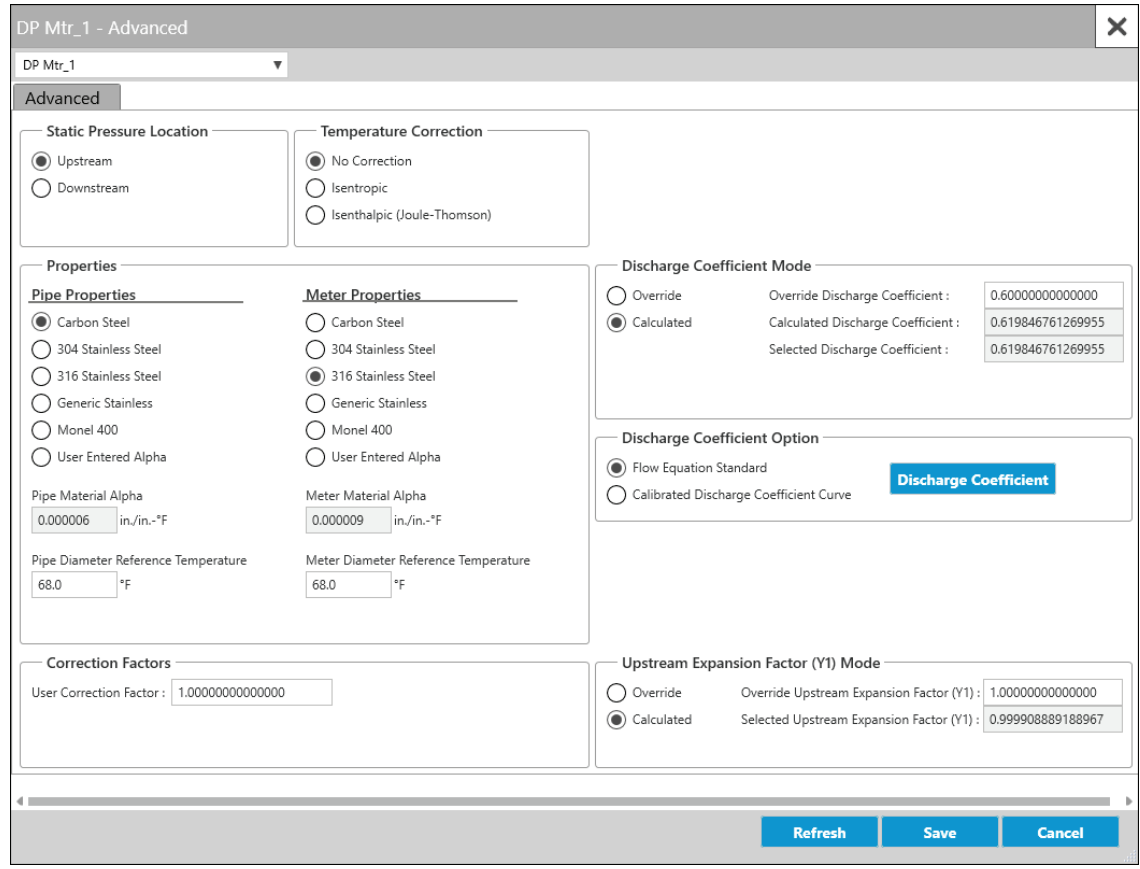 DP Mtr_1 - Advanced
DP Mtr_1
Advanced
Static Pressure Location
Upstream
Downstream
Temperature Correction
No Correction
Isentropic
Isenthalpic (Joule-Thomson)
Properties
Pipe Properties
Carbon Steel
304 Stainless Steel
316 Stainless Steel
Generic Stainless
Monel 400
User Entered Alpha
Pipe Material Alpha
0.000006 in./in.-°F
Pipe Diameter Reference Temperature
68.0 °F
Meter Properties
Carbon Steel
304 Stainless Steel
316 Stainless Steel
Generic Stainless
Monel 400
User Entered Alpha
Meter Material Alpha
0.000009 in./in.-°F
Meter Diameter Reference Temperature
68.0 °F
Discharge Coefficient Mode
Override
Calculated
Override Discharge Coefficient : 0.60000000000000
Calculated Discharge Coefficient : 0.619846761269955
Selected Discharge Coefficient : 0.619846761269955
Discharge Coefficient Option
Flow Equation Standard
Calibrated Discharge Coefficient Curve
Discharge Coefficient
Correction Factors
User Correction Factor : 1.00000000000000
Upstream Expansion Factor (Y1) Mode
Override
Calculated
Override Upstream Expansion Factor (Y1) : 1.00000000000000
Selected Upstream Expansion Factor (Y1) : 0.999908889188967
Refresh
Save
Cancel